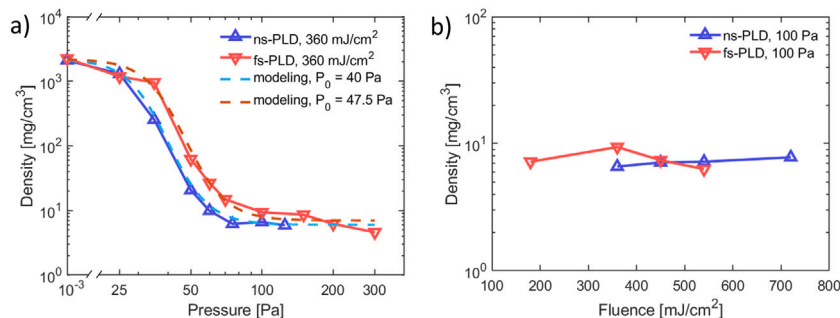 a)
ns-PLD, 360 mJ/cm²
fs-PLD, 360 mJ/cm²
modeling, P₀ = 40 Pa
modeling, P₀ = 47.5 Pa
Density [mg/cm³]
10⁴
10³
10²
10¹
10⁰
10⁻³
25
50
100
200
300
Pressure [Pa]
b)
ns-PLD, 100 Pa
fs-PLD, 100 Pa
Density [mg/cm³]
10²
10¹
10⁰
100
200
300
400
500
600
700
800
Fluence [mJ/cm²]